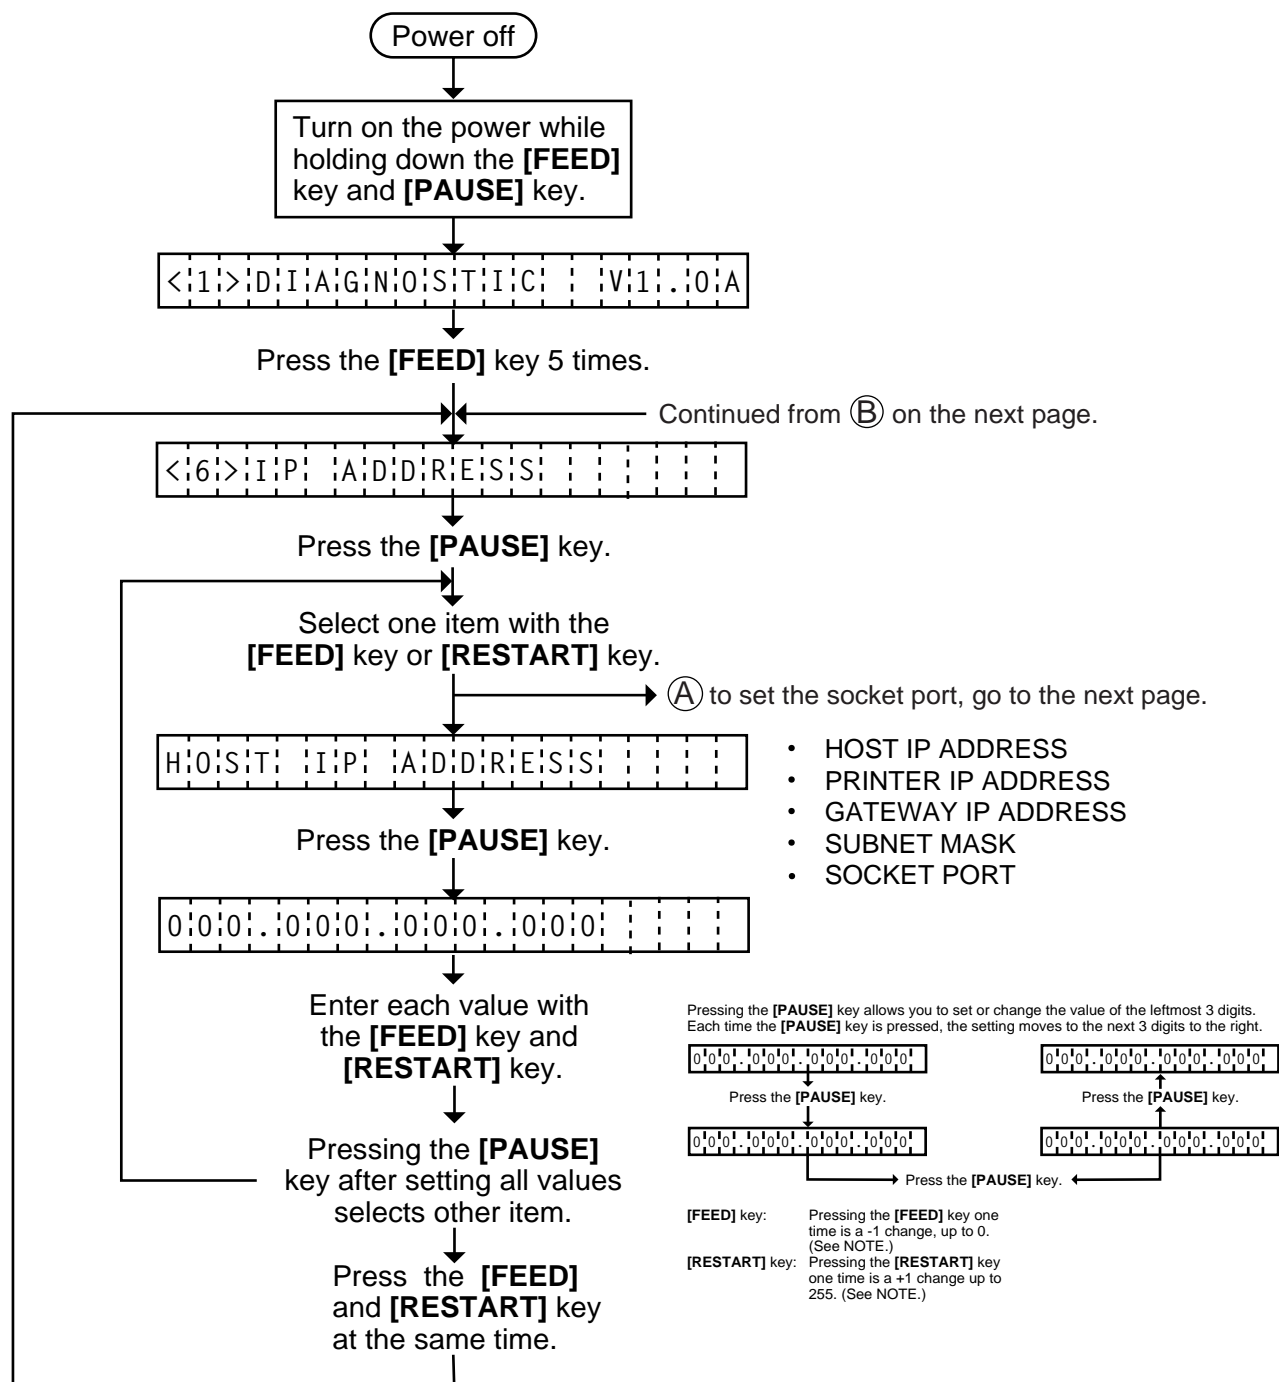 Power off
Turn on the power while
holding down the [FEED]
key and [PAUSE] key.
<1>DIAGNOSTIC  V1.0A
Press the [FEED] key 5 times.
Continued from B on the next page.
<6>IP ADDRESS
Press the [PAUSE] key.
Select one item with the
[FEED] key or [RESTART] key.
A to set the socket port, go to the next page.
HOST IP ADDRESS
• HOST IP ADDRESS
• PRINTER IP ADDRESS
• GATEWAY IP ADDRESS
• SUBNET MASK
• SOCKET PORT
Press the [PAUSE] key.
000.000.000.000
Enter each value with
the [FEED] key and
[RESTART] key.
Pressing the [PAUSE]
key after setting all values
selects other item.
Press the [FEED]
and [RESTART] key
at the same time.
Pressing the [PAUSE] key allows you to set or change the value of the leftmost 3 digits.
Each time the [PAUSE] key is pressed, the setting moves to the next 3 digits to the right.
000.000.000.000
000.000.000.000
Press the [PAUSE] key.
Press the [PAUSE] key.
000.000.000.000
000.000.000.000
Press the [PAUSE] key.
[FEED] key: Pressing the [FEED] key one
time is a -1 change, up to 0.
(See NOTE.)
[RESTART] key: Pressing the [RESTART] key
one time is a +1 change up to
255. (See NOTE.)